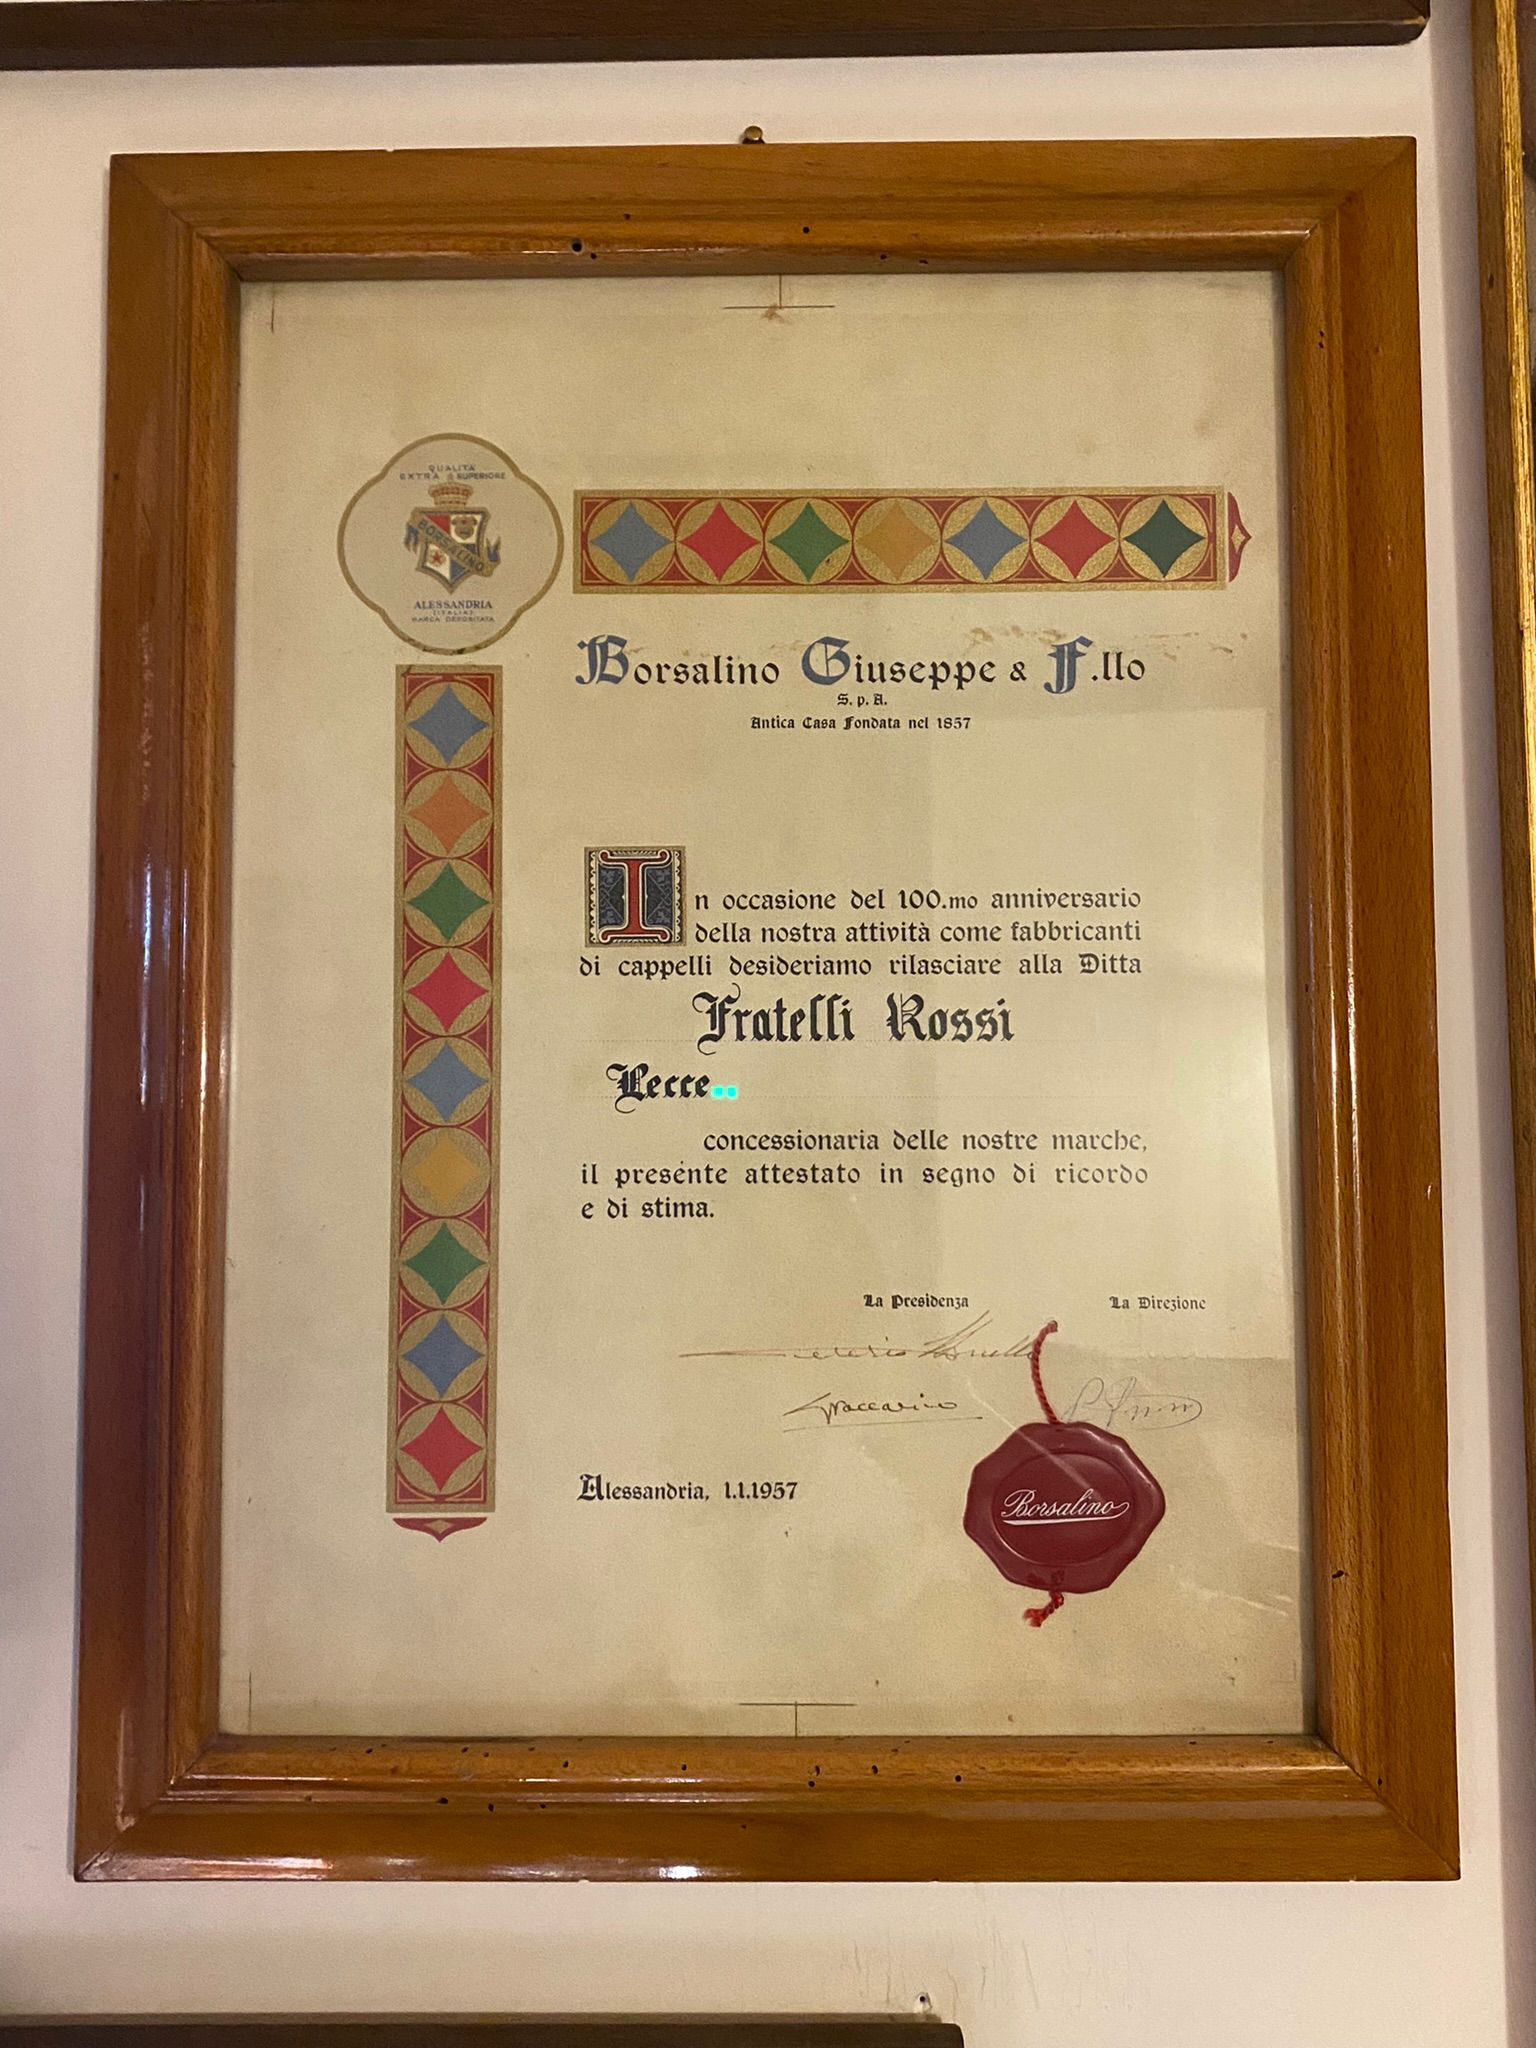 QUALITÀ
EXTRA SUPERIORE
BORSALINO
ALESSANDRIA
(ITALIA)
MARCA DEPOSITATA
Borsalino Giuseppe & F.llo
S. p. A.
Antica Casa Fondata nel 1857
In occasione del 100.mo anniversario
della nostra attività come fabbricanti
di cappelli desideriamo rilasciare alla Ditta
Fratelli Rossi
Lecce
concessionaria delle nostre marche,
il presente attestato in segno di ricordo
e di stima.
La Presidenza La Direzione
Alessandria, 1.1.1957
Borsalino